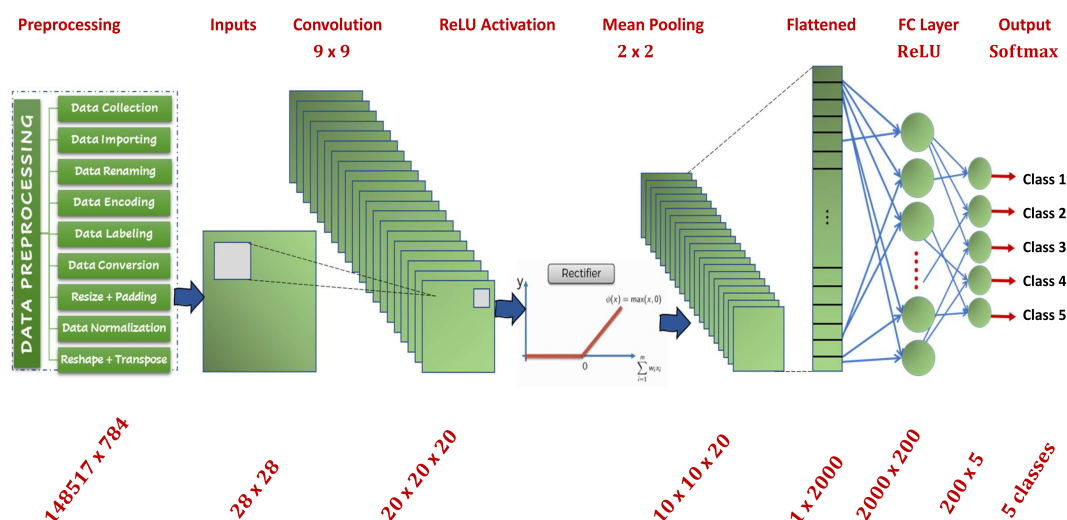 Preprocessing
Inputs
Convolution
9 x 9
ReLU Activation
Mean Pooling
2 x 2
Flattened
FC Layer
ReLU
Output
Softmax
DATA PREPROCESSING
Data Collection
Data Importing
Data Renaming
Data Encoding
Data Labeling
Data Conversion
Resize + Padding
Data Normalization
Reshape + Transpose
Rectifier
y
ϕ(x) = max(x, 0)
0
∑ᵐᵢ₌₁ wᵢxᵢ
...
Class 1
Class 2
Class 3
Class 4
Class 5
148517 x 784
28 x 28
20 x 20 x 20
10 x 10 x 20
1 x 2000
2000 x 200
200 x 5
5 classes